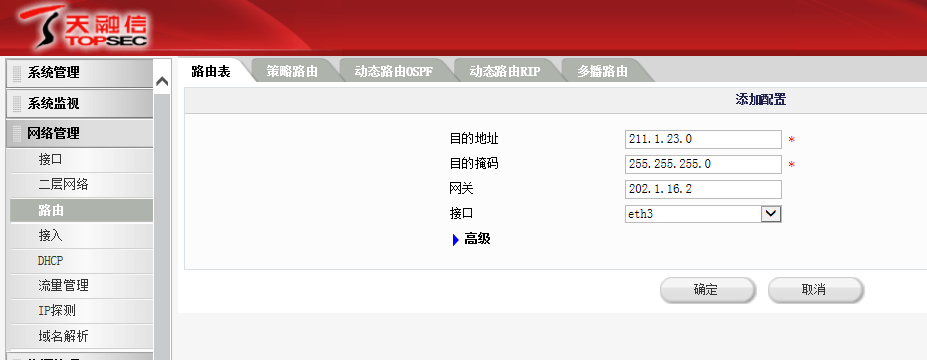 天融信
TOPSEC
系统管理
系统监视
网络管理
接口
二层网络
路由
接入
DHCP
流量管理
IP探测
域名解析
路由表 策略路由 动态路由OSPF 动态路由RIP 多播路由
添加配置
目的地址 211.1.23.0 *
目的掩码 255.255.255.0 *
网关 202.1.16.2
接口 eth3
高级
确定 取消